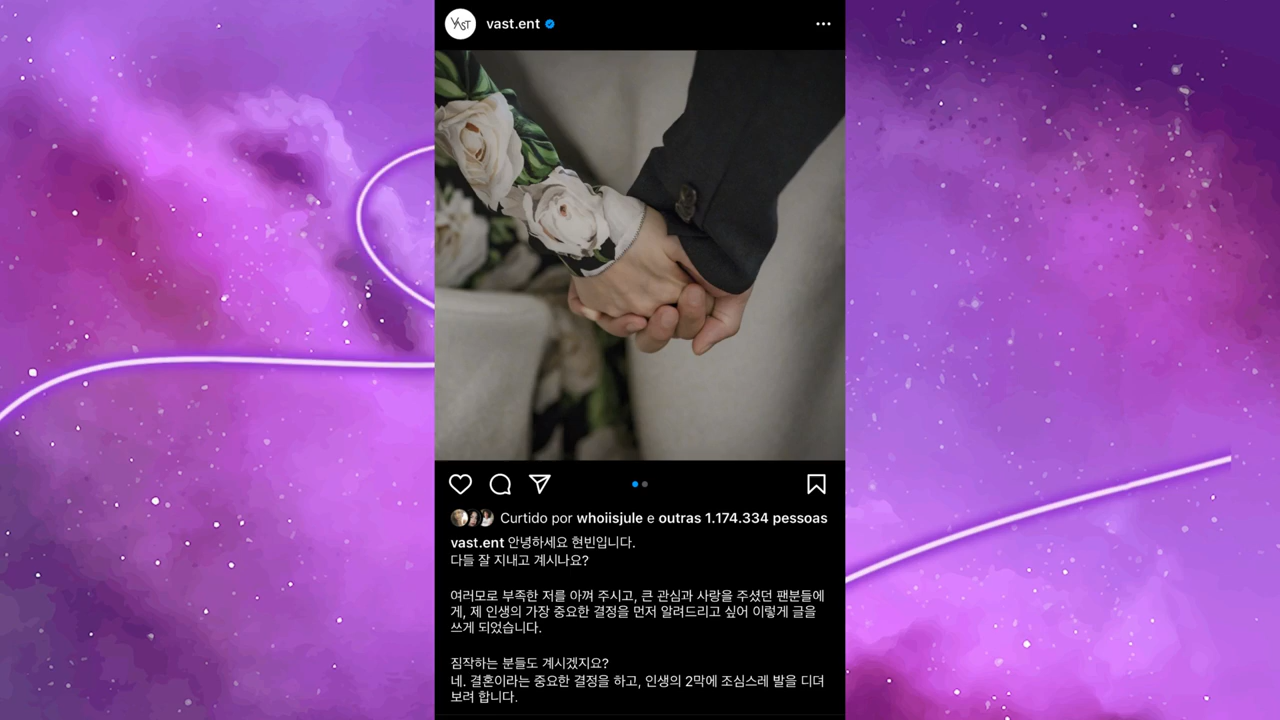 VAST
vast.ent
Curtido por whoiisjule e outras 1.174.334 pessoas
vast.ent 안녕하세요 현빈입니다.
다들 잘 지내고 계시나요?
여러모로 부족한 저를 아껴 주시고, 큰 관심과 사랑을 주셨던 팬분들에
게, 제 인생의 가장 중요한 결정을 먼저 알려드리고 싶어 이렇게 글을
쓰게 되었습니다.
짐작하는 분들도 계시겠지요?
네. 결혼이라는 중요한 결정을 하고, 인생의 2막에 조심스레 발을 디뎌
보려 합니다.